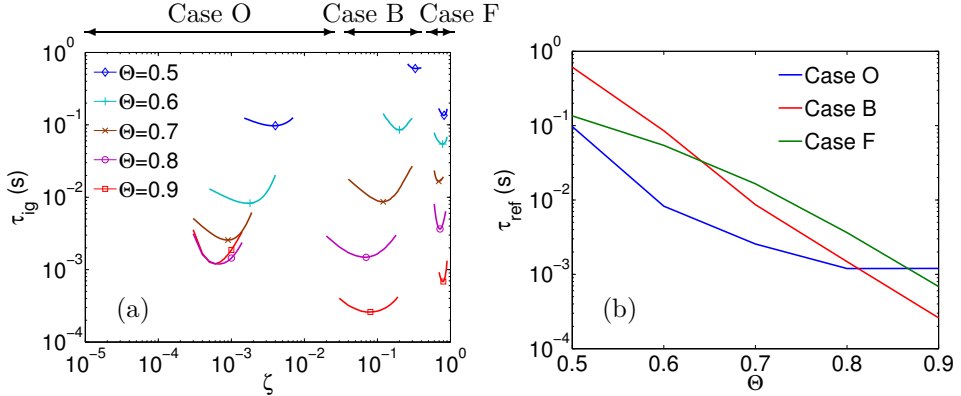 Case O Case B Case F
10^0
10^-1
10^-2
10^-3
10^-4
τ_ig (s)
Θ=0.5
Θ=0.6
Θ=0.7
Θ=0.8
Θ=0.9
(a)
10^-5 10^-4 10^-3 10^-2 10^-1 10^0
ζ
10^0
10^-1
10^-2
10^-3
10^-4
τ_ref (s)
Case O
Case B
Case F
(b)
0.5 0.6 0.7 0.8 0.9
Θ